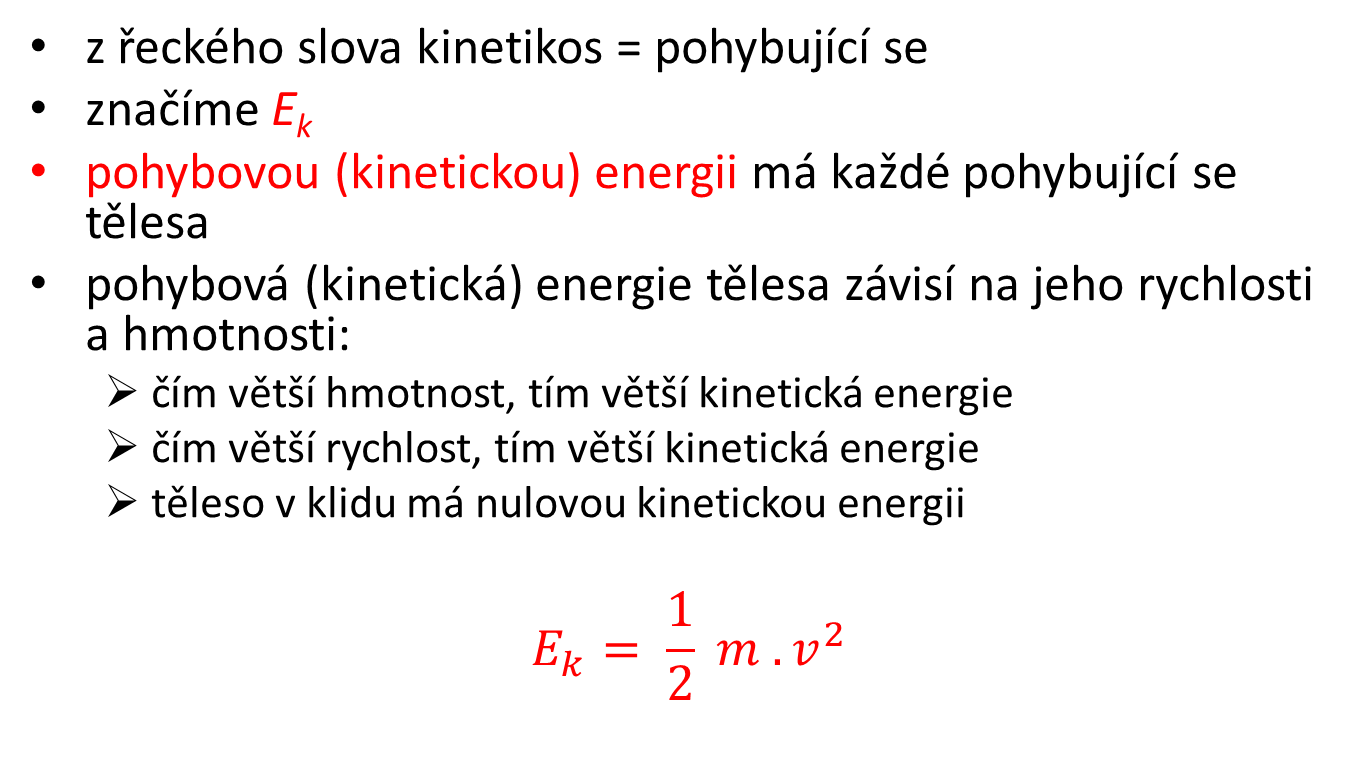 • z řeckého slova kinetikos = pohybující se
• značíme E_k
• pohybovou (kinetickou) energii má každé pohybující se
tělesa
• pohybová (kinetická) energie tělesa závisí na jeho rychlosti
a hmotnosti:
➢ čím větší hmotnost, tím větší kinetická energie
➢ čím větší rychlost, tím větší kinetická energie
➢ těleso v klidu má nulovou kinetickou energii
E_k = 1/2 m . v²